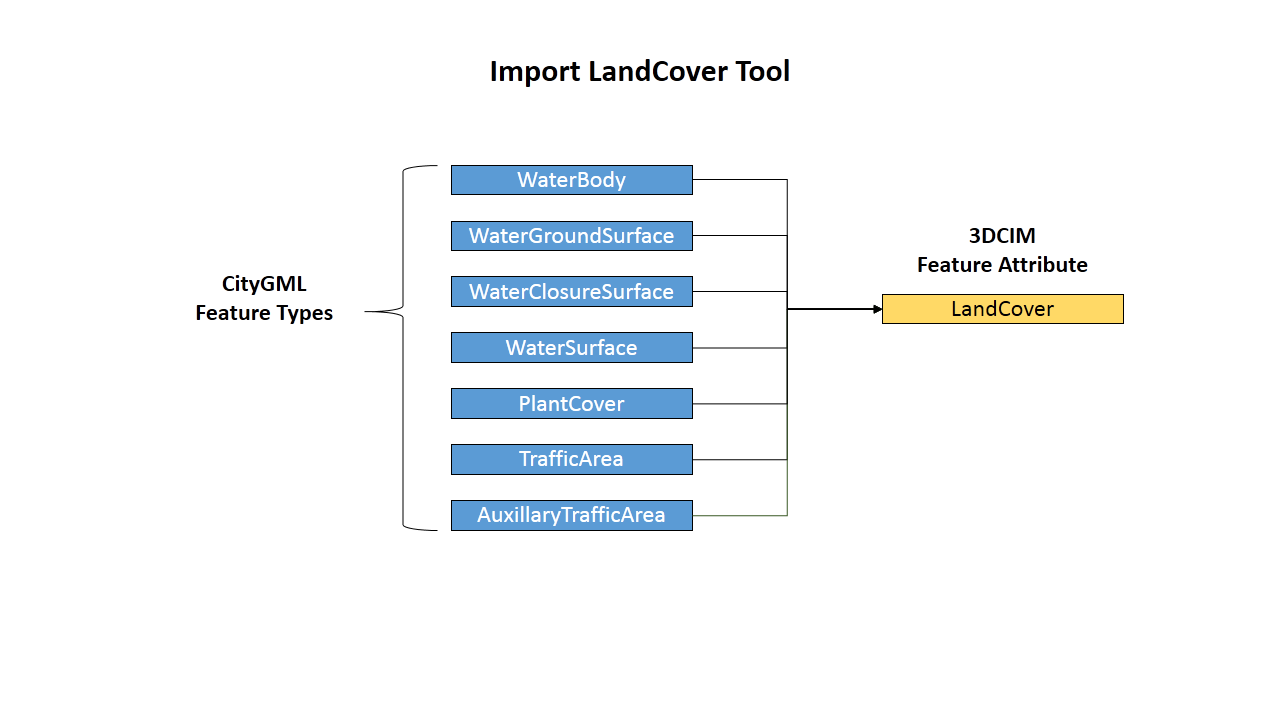 Import LandCover Tool
CityGML
Feature Types
WaterBody
WaterGroundSurface
WaterClosureSurface
WaterSurface
PlantCover
TrafficArea
AuxillaryTrafficArea
3DCIM
Feature Attribute
LandCover